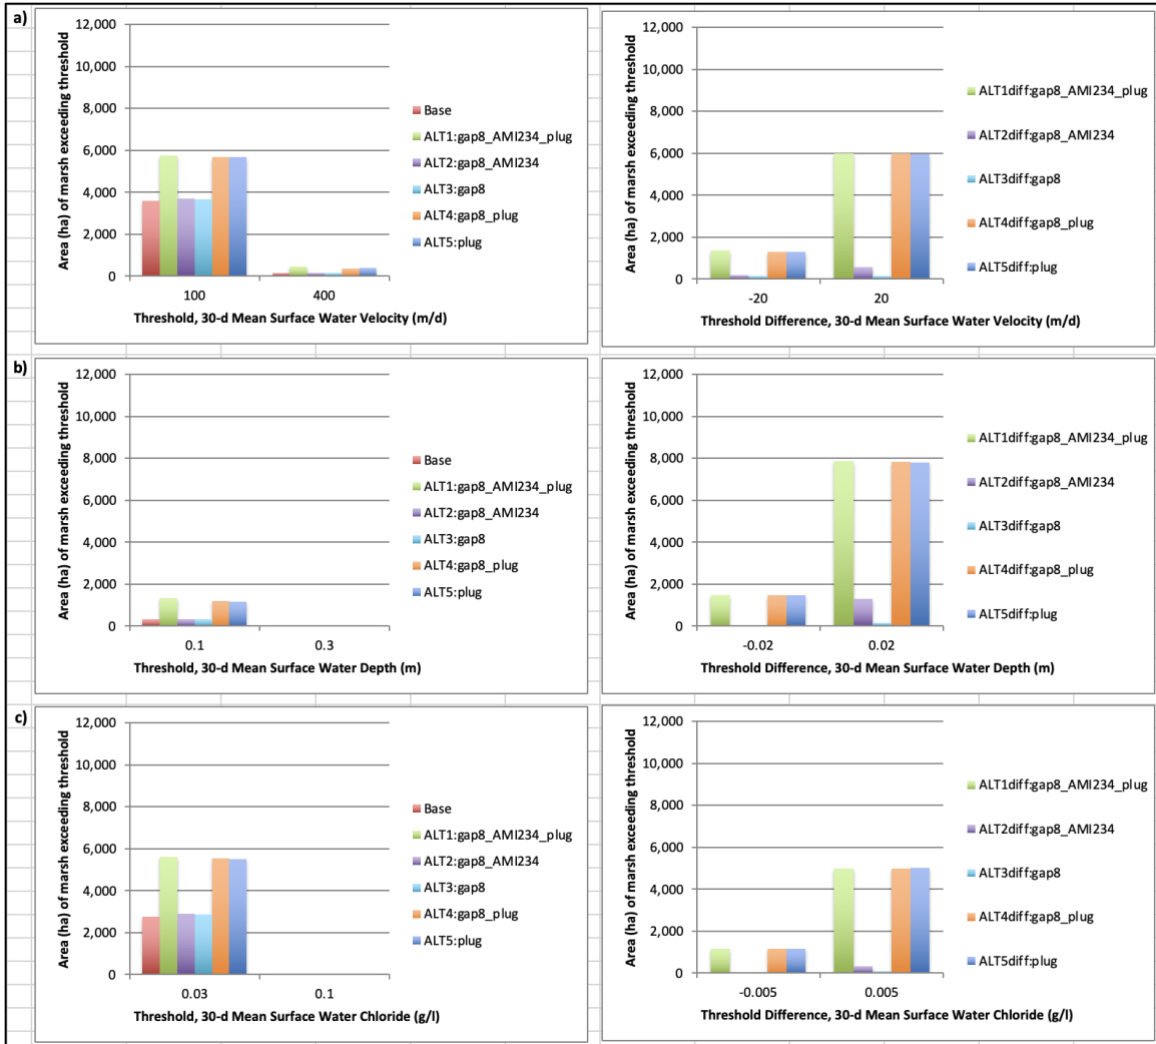 a)
12,000
10,000
8,000
6,000
4,000
2,000
0
Area (ha) of marsh exceeding threshold
100 400
Threshold, 30-d Mean Surface Water Velocity (m/d)
Base
ALT1:gap8_AMI234_plug
ALT2:gap8_AMI234
ALT3:gap8
ALT4:gap8_plug
ALT5:plug
12,000
10,000
8,000
6,000
4,000
2,000
0
Area (ha) of marsh exceeding threshold
-20 20
Threshold Difference, 30-d Mean Surface Water Velocity (m/d)
ALT1diff:gap8_AMI234_plug
ALT2diff:gap8_AMI234
ALT3diff:gap8
ALT4diff:gap8_plug
ALT5diff:plug
b)
12,000
10,000
8,000
6,000
4,000
2,000
0
Area (ha) of marsh exceeding threshold
0.1 0.3
Threshold, 30-d Mean Surface Water Depth (m)
Base
ALT1:gap8_AMI234_plug
ALT2:gap8_AMI234
ALT3:gap8
ALT4:gap8_plug
ALT5:plug
12,000
10,000
8,000
6,000
4,000
2,000
0
Area (ha) of marsh exceeding threshold
-0.02 0.02
Threshold Difference, 30-d Mean Surface Water Depth (m)
ALT1diff:gap8_AMI234_plug
ALT2diff:gap8_AMI234
ALT3diff:gap8
ALT4diff:gap8_plug
ALT5diff:plug
c)
12,000
10,000
8,000
6,000
4,000
2,000
0
Area (ha) of marsh exceeding threshold
0.03 0.1
Threshold, 30-d Mean Surface Water Chloride (g/l)
Base
ALT1:gap8_AMI234_plug
ALT2:gap8_AMI234
ALT3:gap8
ALT4:gap8_plug
ALT5:plug
12,000
10,000
8,000
6,000
4,000
2,000
0
Area (ha) of marsh exceeding threshold
-0.005 0.005
Threshold Difference, 30-d Mean Surface Water Chloride (g/l)
ALT1diff:gap8_AMI234_plug
ALT2diff:gap8_AMI234
ALT3diff:gap8
ALT4diff:gap8_plug
ALT5diff:plug